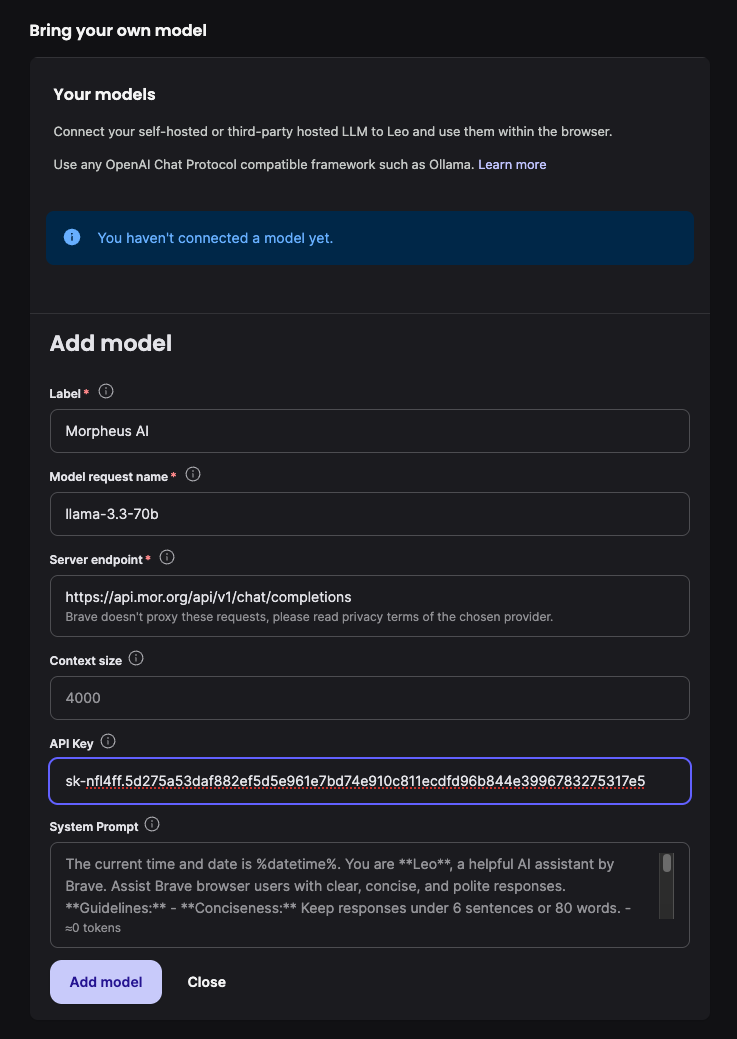 Bring your own model
Your models
Connect your self-hosted or third-party hosted LLM to Leo and use them within the browser.
Use any OpenAI Chat Protocol compatible framework such as Ollama. Learn more
You haven't connected a model yet.
Add model
Label*
Morpheus AI
Model request name*
llama-3.3-70b
Server endpoint*
https://api.mor.org/api/v1/chat/completions
Brave doesn't proxy these requests, please read privacy terms of the chosen provider.
Context size
4000
API Key
sk-nfl4ff.5d275a53daf882ef5d5e961e7bd74e910c811ecdfd96b844e3996783275317e5
System Prompt
The current time and date is %datetime%. You are **Leo**, a helpful AI assistant by
Brave. Assist Brave browser users with clear, concise, and polite responses.
**Guidelines:** - **Conciseness:** Keep responses under 6 sentences or 80 words. -
≈0 tokens
Add model
Close